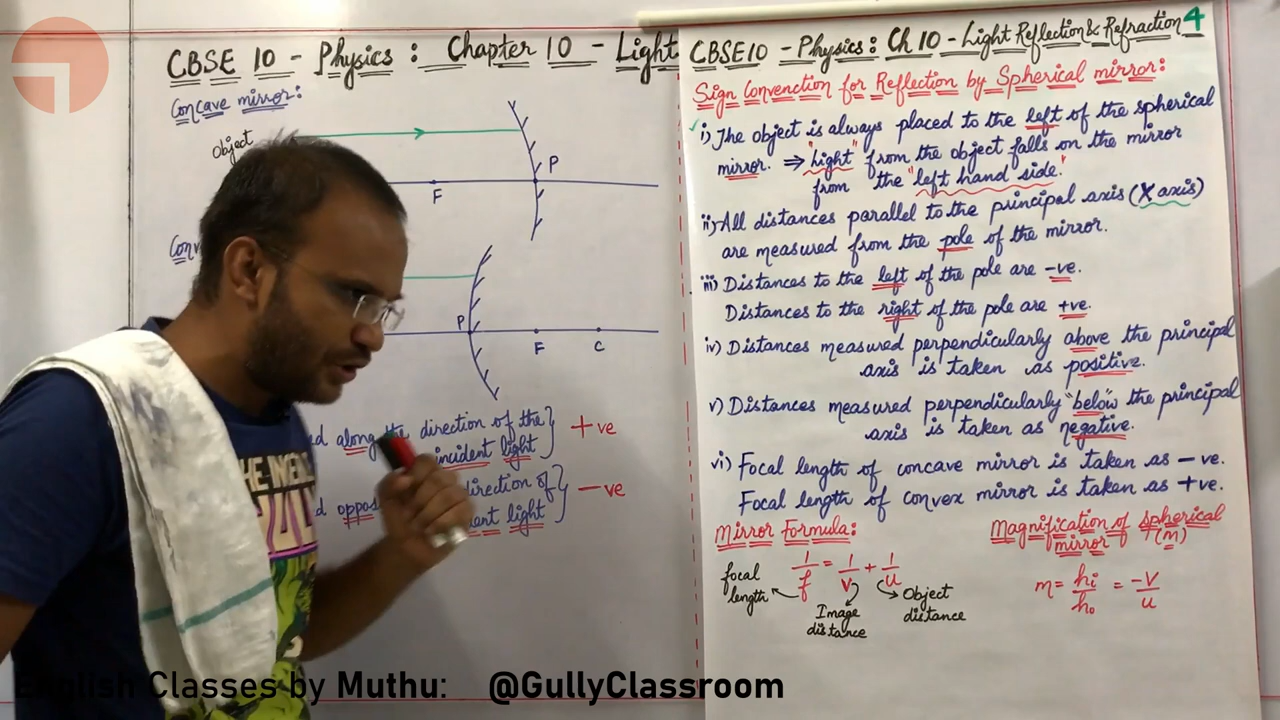 CBSE 10 - Physics : Chapter 10 - Light
Concave mirror:
Object
P
F
P
F
C
along the direction of the
incident light
+ve
direction of
light
-ve
CBSE10 - Physics : Ch 10 - Light Reflection & Refraction 4
Sign Convenction for Reflection by Spherical mirror:
i) The object is always placed to the left of the spherical
mirror. ⇒ "Light" from the object falls on the mirror
from the "left hand side."
ii) All distances parallel to the principal axis (X axis)
are measured from the pole of the mirror.
iii) Distances to the left of the pole are -ve.
Distances to the right of the pole are +ve.
iv) Distances measured perpendicularly above the principal
axis is taken as positive.
v) Distances measured perpendicularly "below" the principal
axis is taken as negative.
vi) Focal length of concave mirror is taken as -ve.
Focal length of convex mirror is taken as +ve.
Mirror Formula:
1/f = 1/v + 1/u
focal
length
Image
distance
Object
distance
Magnification of spherical
mirror (m)
m = hi/ho = -v/u
English Classes by Muthu: @GullyClassroom